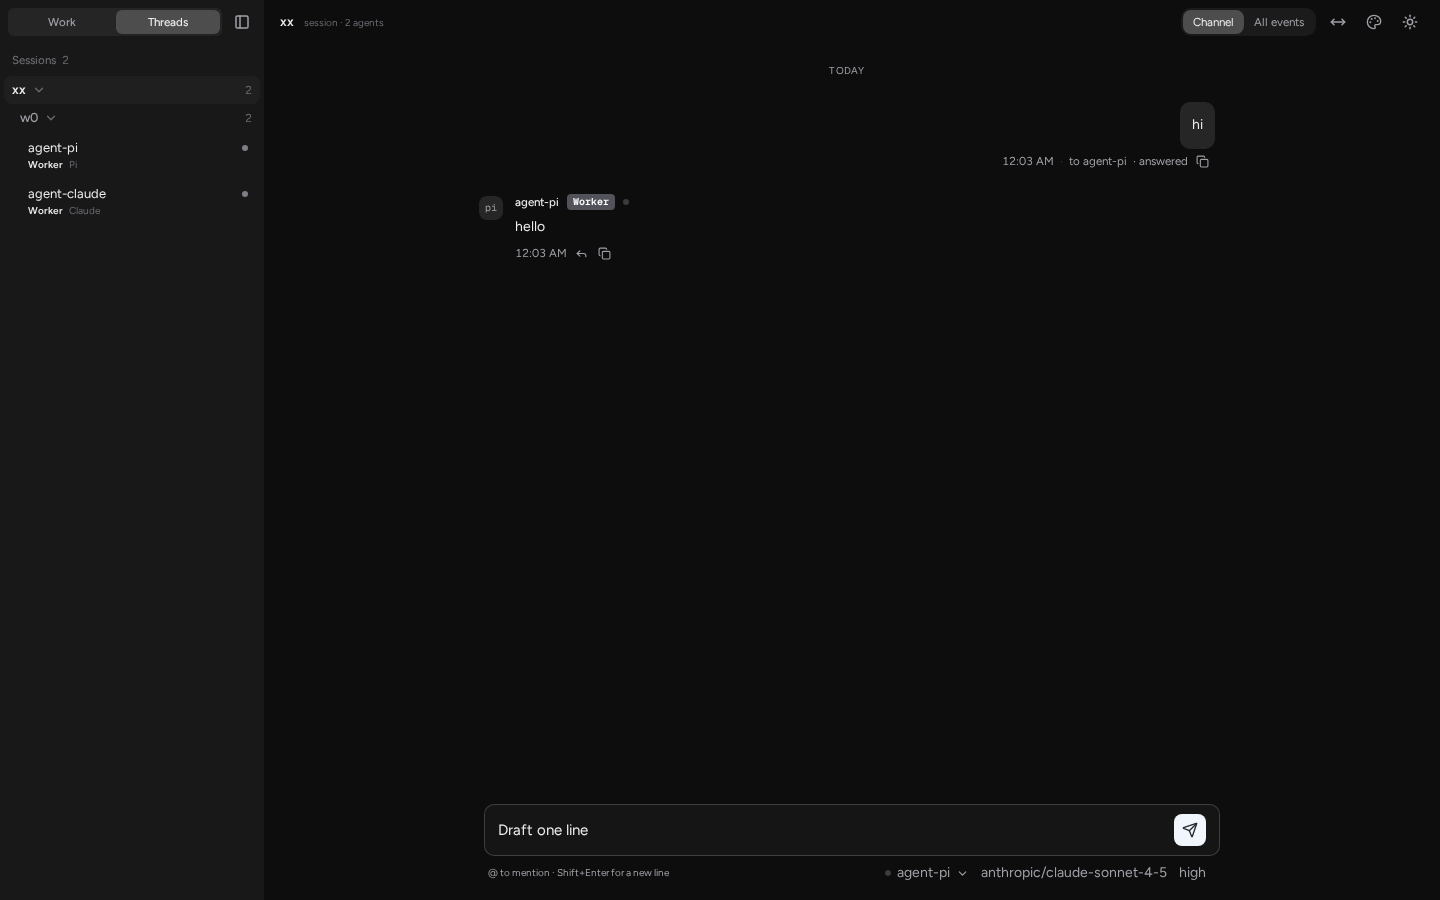 Work Threads
Sessions 2
xx 2
w0 2
agent-pi
Worker Pi
agent-claude
Worker Claude
xx session · 2 agents Channel All events
TODAY
hi
12:03 AM · to agent-pi · answered
pi agent-pi Worker
hello
12:03 AM
Draft one line
@ to mention · Shift+Enter for a new line agent-pi anthropic/claude-sonnet-4-5 high